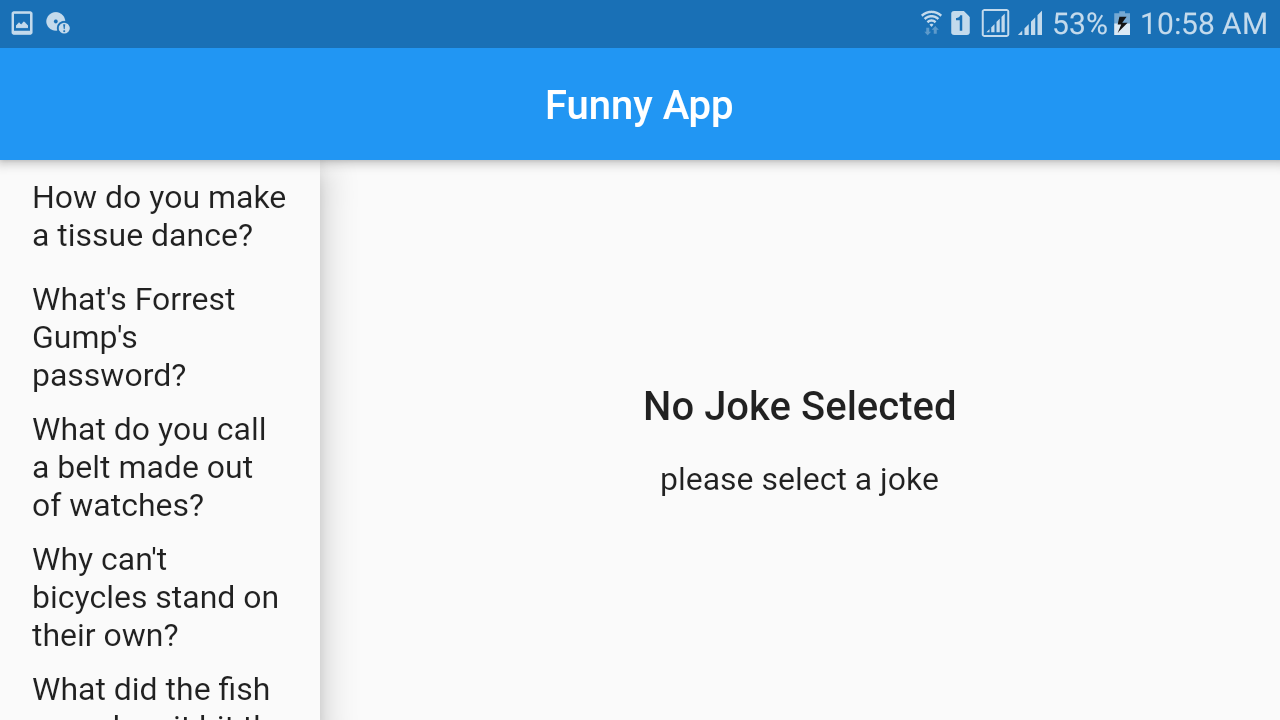 1 53% 10:58 AM
Funny App
How do you make
a tissue dance?
What's Forrest
Gump's
password?
What do you call
a belt made out
of watches?
Why can't
bicycles stand on
their own?
What did the fish
No Joke Selected
please select a joke